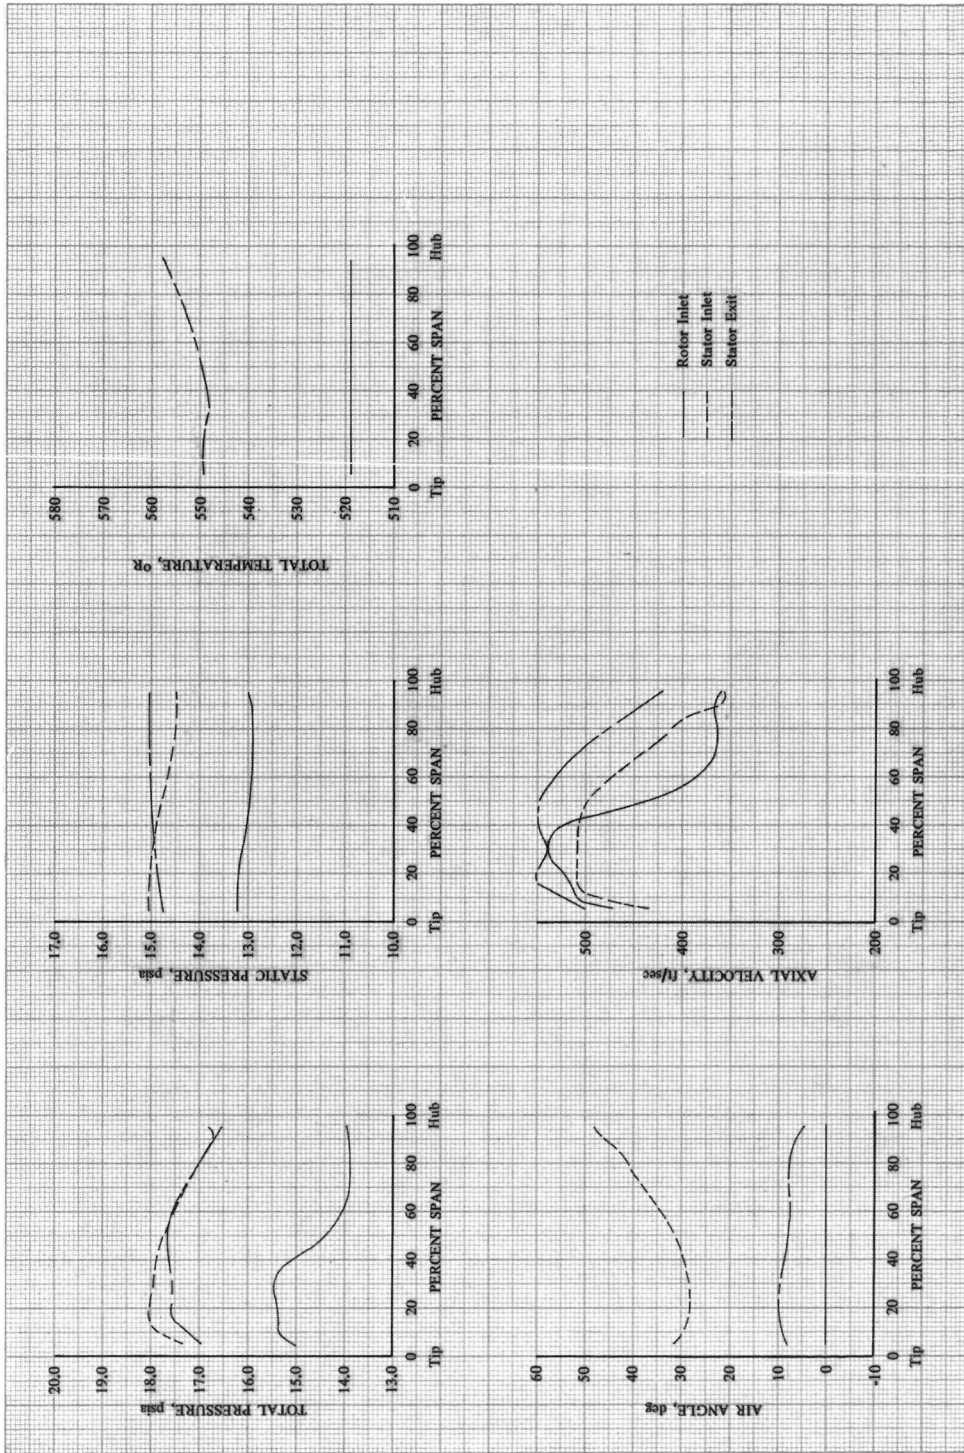 TOTAL PRESSURE, psia
20.0
19.0
18.0
17.0
16.0
15.0
14.0
13.0
0 20 40 60 80 100
Tip PERCENT SPAN Hub
STATIC PRESSURE, psia
17.0
16.0
15.0
14.0
13.0
12.0
11.0
10.0
0 20 40 60 80 100
Tip PERCENT SPAN Hub
TOTAL TEMPERATURE, °R
580
570
560
550
540
530
520
510
0 20 40 60 80 100
Tip PERCENT SPAN Hub
AIR ANGLE, deg
60
50
40
30
20
10
0
-10
0 20 40 60 80 100
Tip PERCENT SPAN Hub
AXIAL VELOCITY, ft/sec
500
400
300
200
0 20 40 60 80 100
Tip PERCENT SPAN Hub
Rotor Inlet
Stator Inlet
Stator Exit